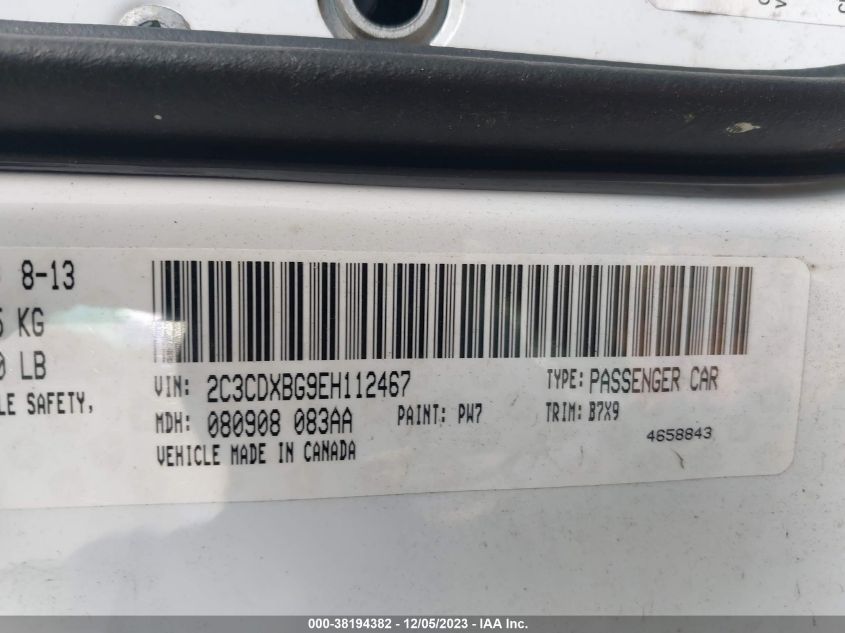 8-13
KG
LB
SAFETY,
VIN: 2C3CDXBG9EH112467 TYPE: PASSENGER CAR
MDH: 080908 083AA PAINT: PW7 TRIM: B7X9
4658843
VEHICLE MADE IN CANADA
000-38194382 - 12/05/2023 - IAA Inc.